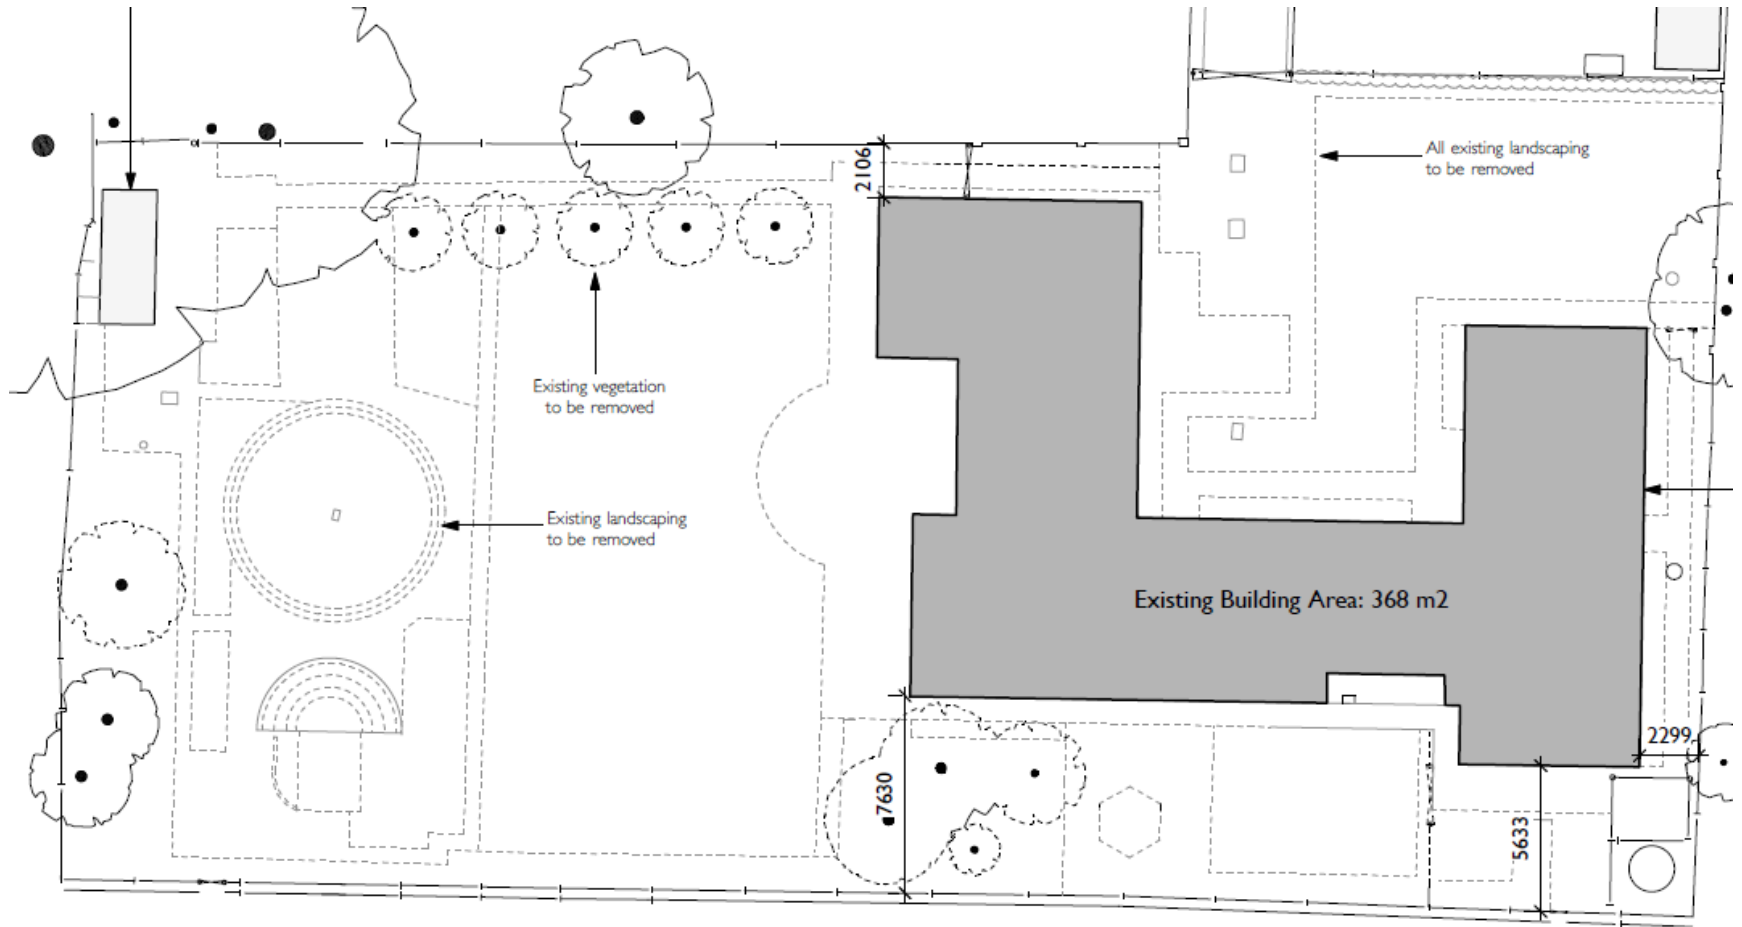 2106
All existing landscaping
to be removed
Existing vegetation
to be removed
Existing landscaping
to be removed
Existing Building Area: 368 m2
2299
7630
5633